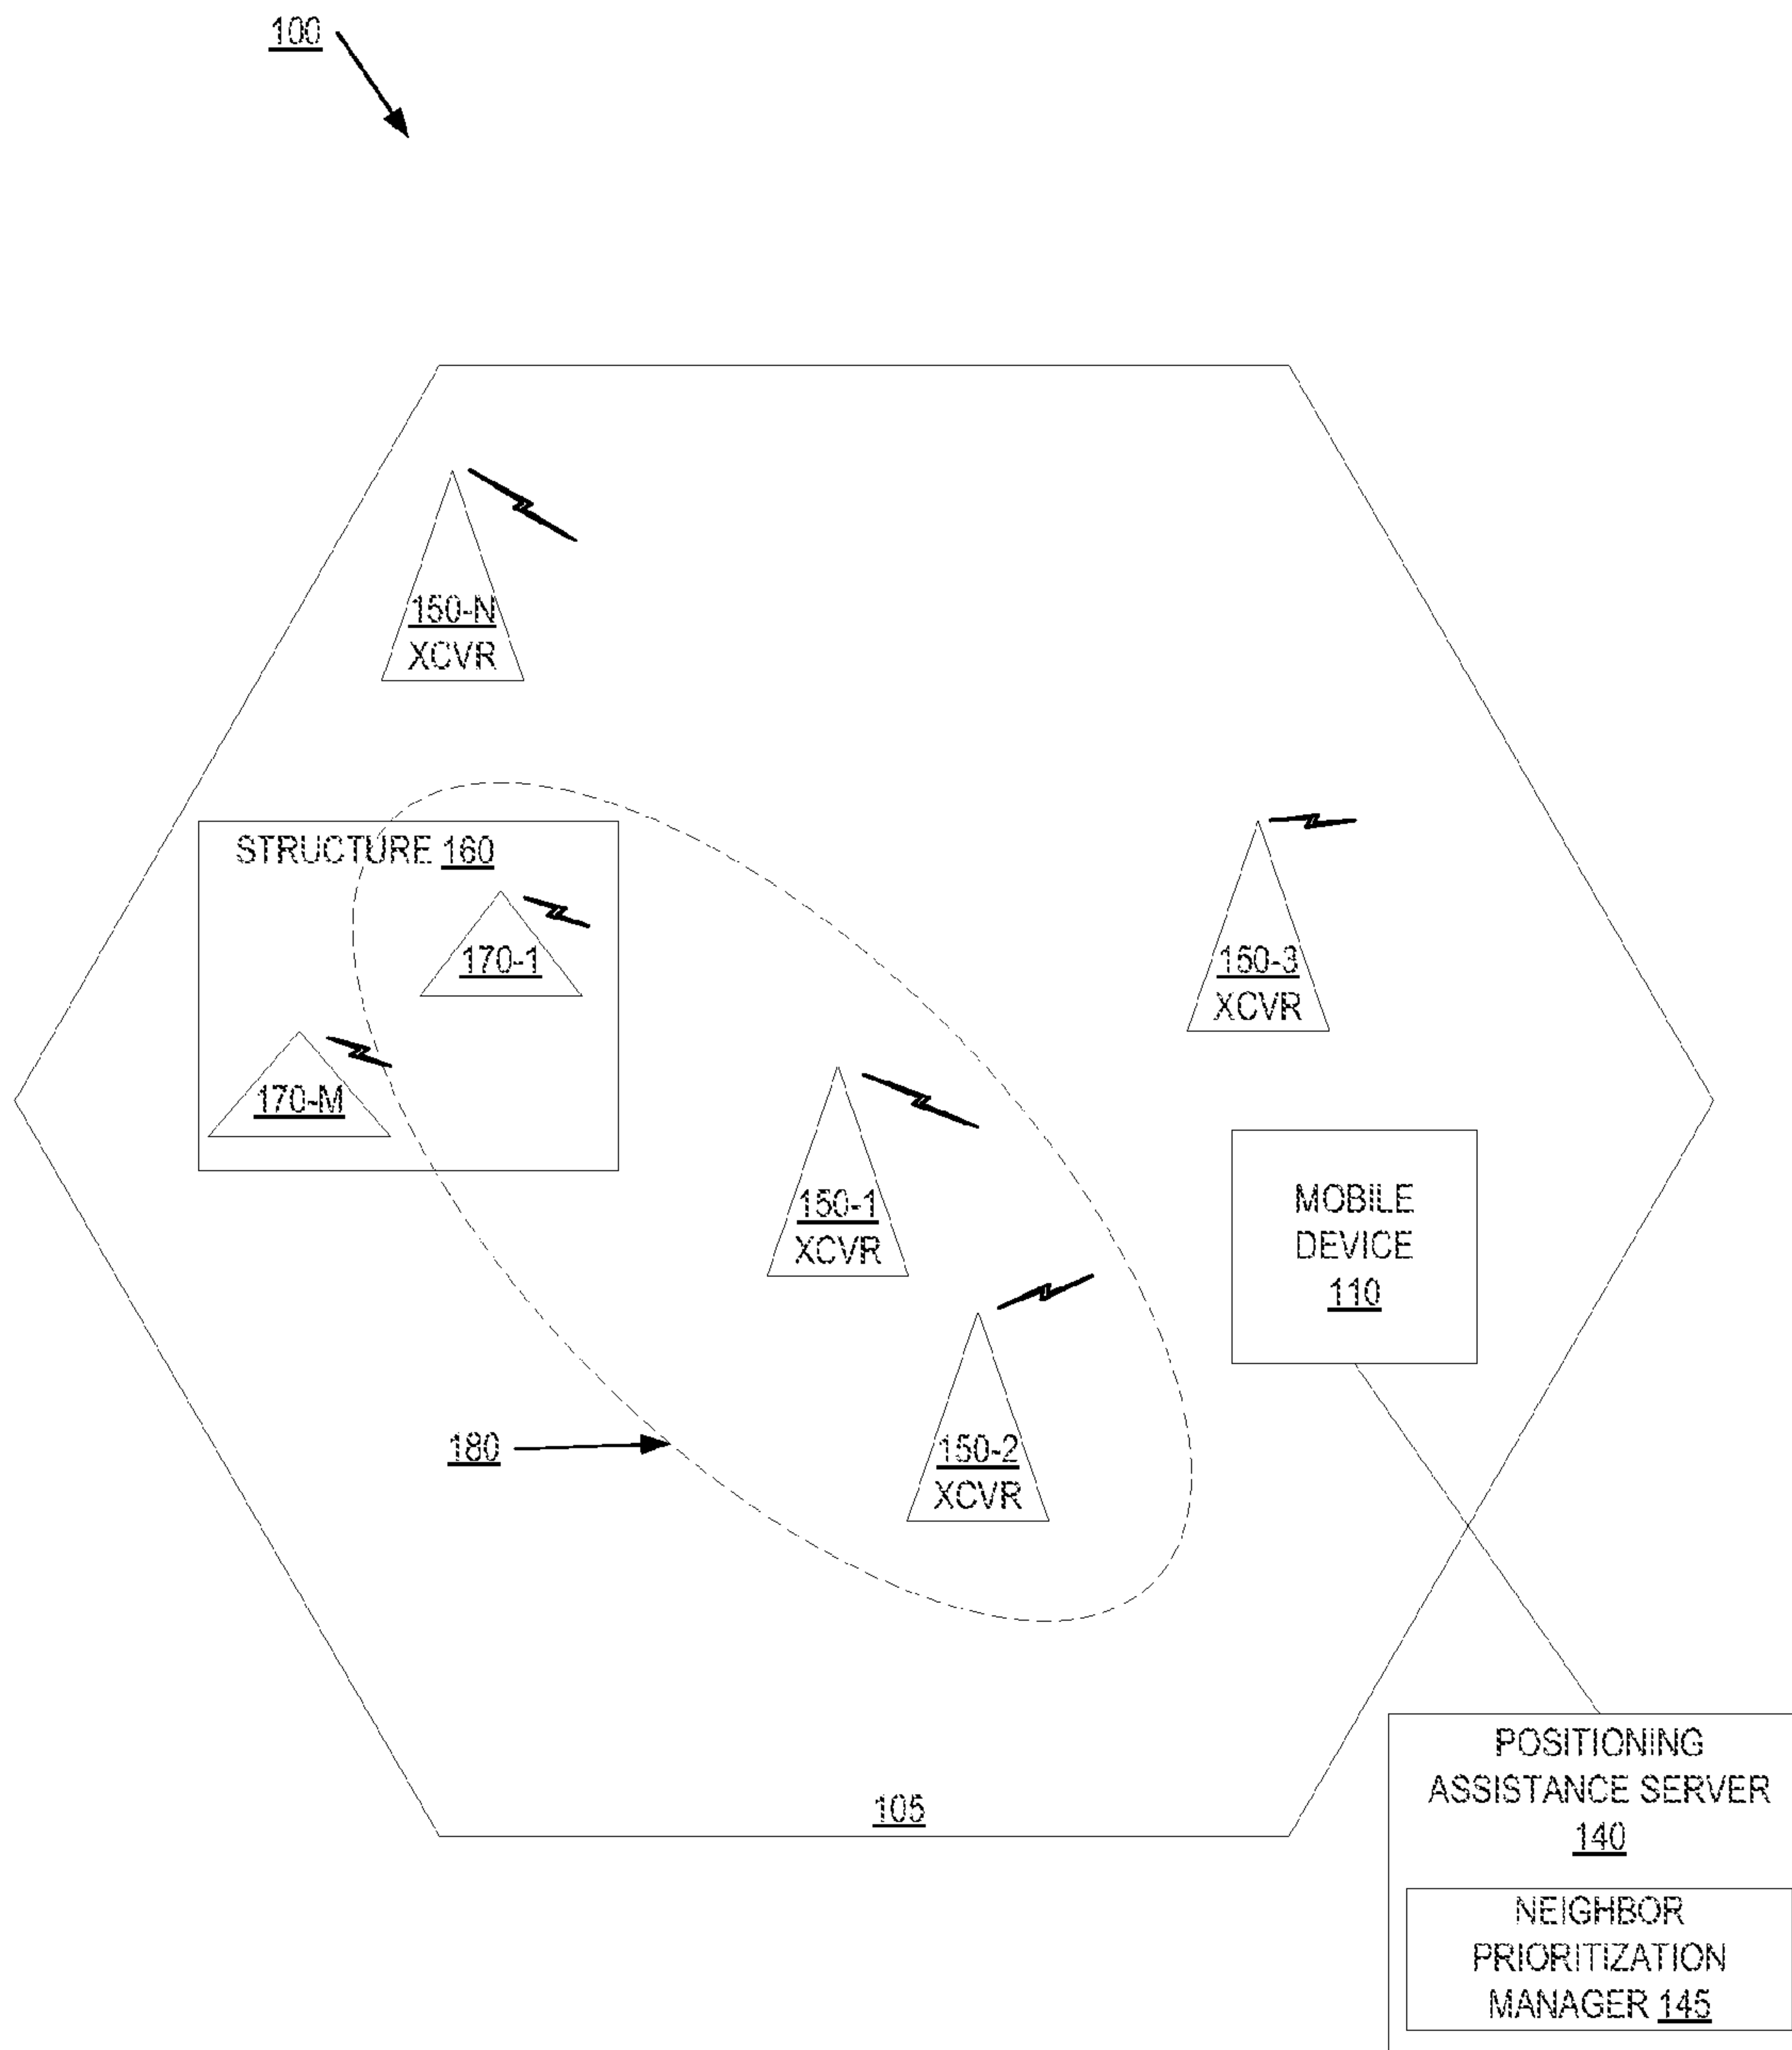 100
150-N
XCVR
STRUCTURE 160
170-1
150-3
XCVR
170-M
150-1
XCVR
MOBILE
DEVICE
110
180
150-2
XCVR
105
POSITIONING
ASSISTANCE SERVER
140
NEIGHBOR
PRIORITIZATION
MANAGER 145